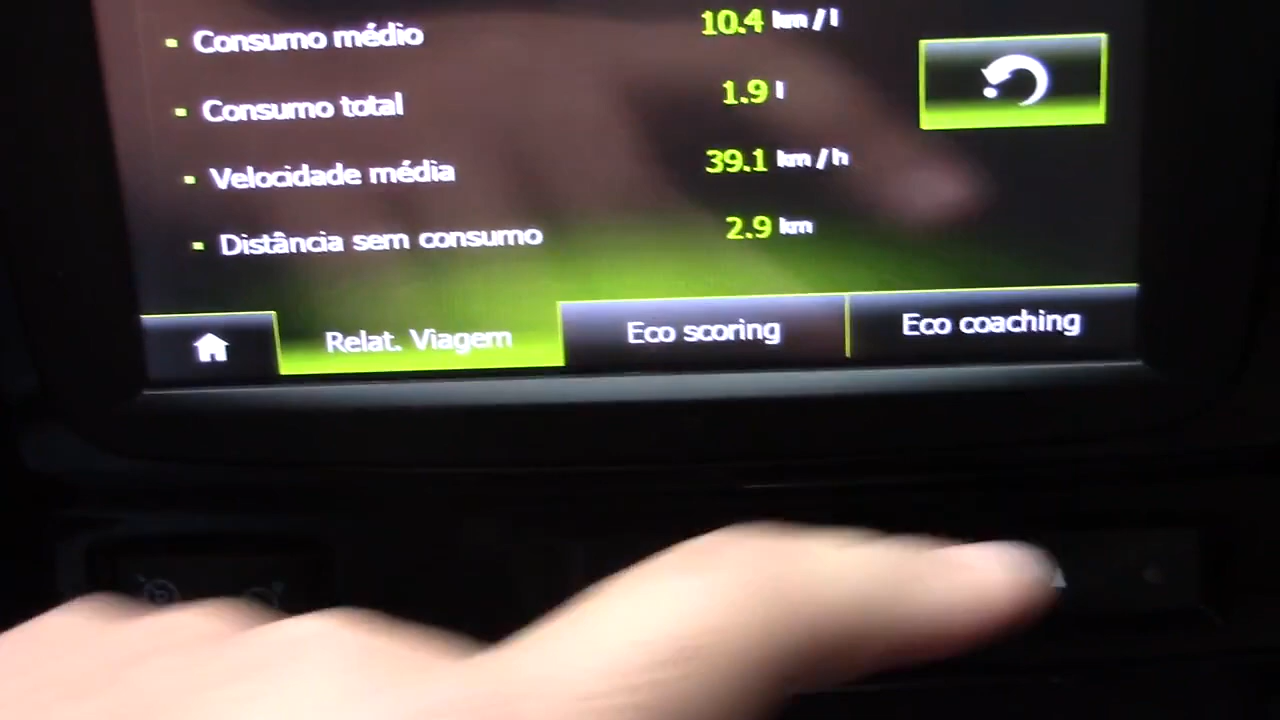 Consumo médio 10.4 km/l
Consumo total 1.9 l
Velocidade média 39.1 km/h
Distância sem consumo 2.9 km
Relat. Viagem Eco scoring Eco coaching